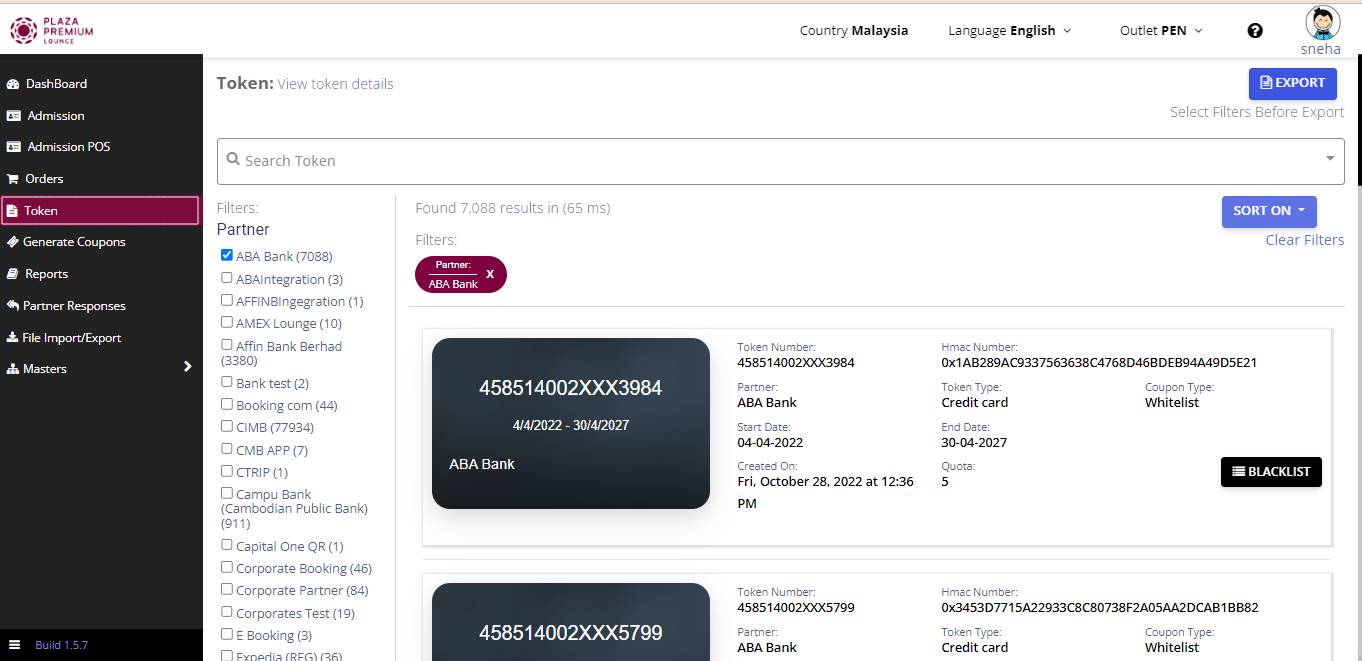 PLAZA
PREMIUM
LOUNGE
Country Malaysia
Language English
Outlet PEN
sneha
DashBoard
Admission
Admission POS
Orders
Token
Generate Coupons
Reports
Partner Responses
File Import/Export
Masters
Build 1.5.7
Token: View token details
EXPORT
Select Filters Before Export
Search Token
Filters:
Partner
ABA Bank (7088)
ABAIntegration (3)
AFFINBIngegration (1)
AMEX Lounge (10)
Affin Bank Berhad
(3380)
Bank test (2)
Booking com (44)
CIMB (77934)
CMB APP (7)
CTRIP (1)
Campu Bank
(Cambodian Public Bank)
(911)
Capital One QR (1)
Corporate Booking (46)
Corporate Partner (84)
Corporates Test (19)
E Booking (3)
Expedia (REG) (36)
Found 7,088 results in (65 ms)
SORT ON
Filters:
Clear Filters
Partner:
ABA Bank
X
458514002XXX3984
4/4/2022 - 30/4/2027
ABA Bank
Token Number:
458514002XXX3984
Hmac Number:
0x1AB289AC9337563638C4768D46BDEB94A49D5E21
Partner:
ABA Bank
Token Type:
Credit card
Coupon Type:
Whitelist
Start Date:
04-04-2022
End Date:
30-04-2027
Created On:
Fri, October 28, 2022 at 12:36
PM
Quota:
5
BLACKLIST
458514002XXX5799
Token Number:
458514002XXX5799
Hmac Number:
0x3453D7715A22933C8C80738F2A05AA2DCAB1BB82
Partner:
ABA Bank
Token Type:
Credit card
Coupon Type:
Whitelist